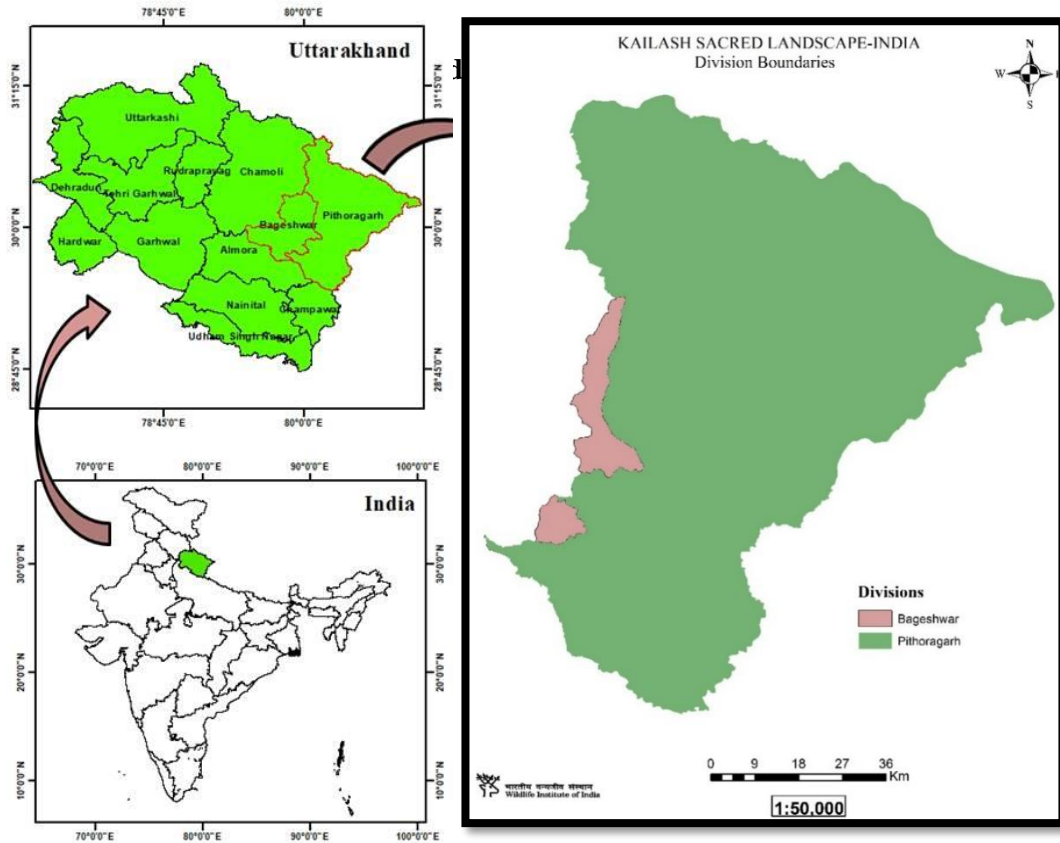 78°45'0"E
80°0'0"E
Uttarakhand
31°15'0"N
30°0'0"N
28°45'0"N
31°15'0"N
30°0'0"N
28°45'0"N
Uttarkashi
Rudraprayag
Chamoli
Dehradun
Tehri Garhwal
Pithoragarh
Bageshwar
Hardwar
Garhwal
Almora
Nainital
Champawat
Udham Singh Nagar
78°45'0"E
80°0'0"E
70°0'0"E
80°0'0"E
90°0'0"E
100°0'0"E
India
30°0'0"N
20°0'0"N
10°0'0"N
30°0'0"N
20°0'0"N
10°0'0"N
70°0'0"E
80°0'0"E
90°0'0"E
100°0'0"E
KAILASH SACRED LANDSCAPE-INDIA
Division Boundaries
N
W
S
Divisions
Bageshwar
Pithoragarh
0 9 18 27 36
Km
भारतीय वन्यजीव संस्थान
Wildlife Institute of India
1:50,000